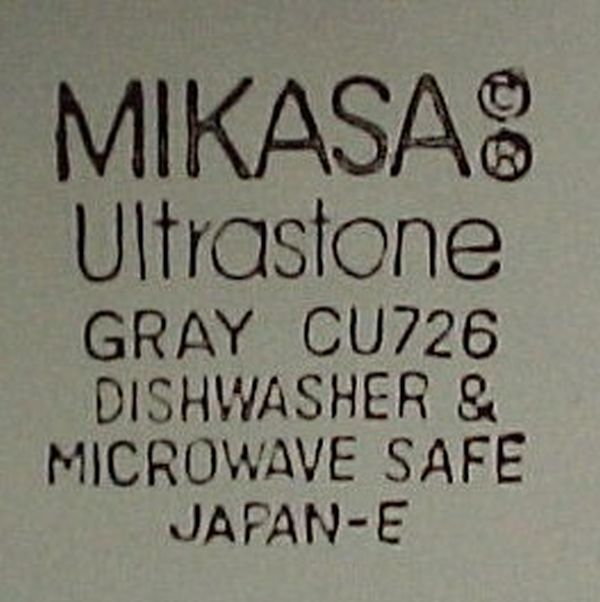 MIKASA ©®
Ultrastone
GRAY CU726
DISHWASHER &
MICROWAVE SAFE
JAPAN-E